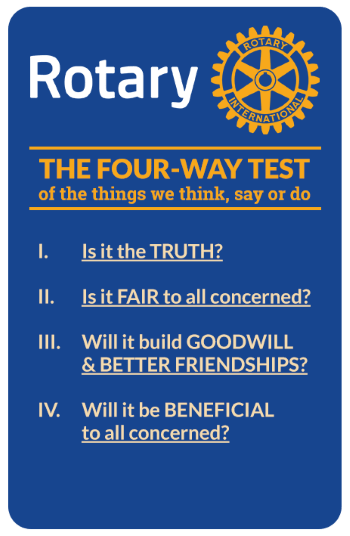 Rotary
ROTARY
INTERNATIONAL
THE FOUR-WAY TEST
of the things we think, say or do
I. Is it the TRUTH?
II. Is it FAIR to all concerned?
III. Will it build GOODWILL
& BETTER FRIENDSHIPS?
IV. Will it be BENEFICIAL
to all concerned?